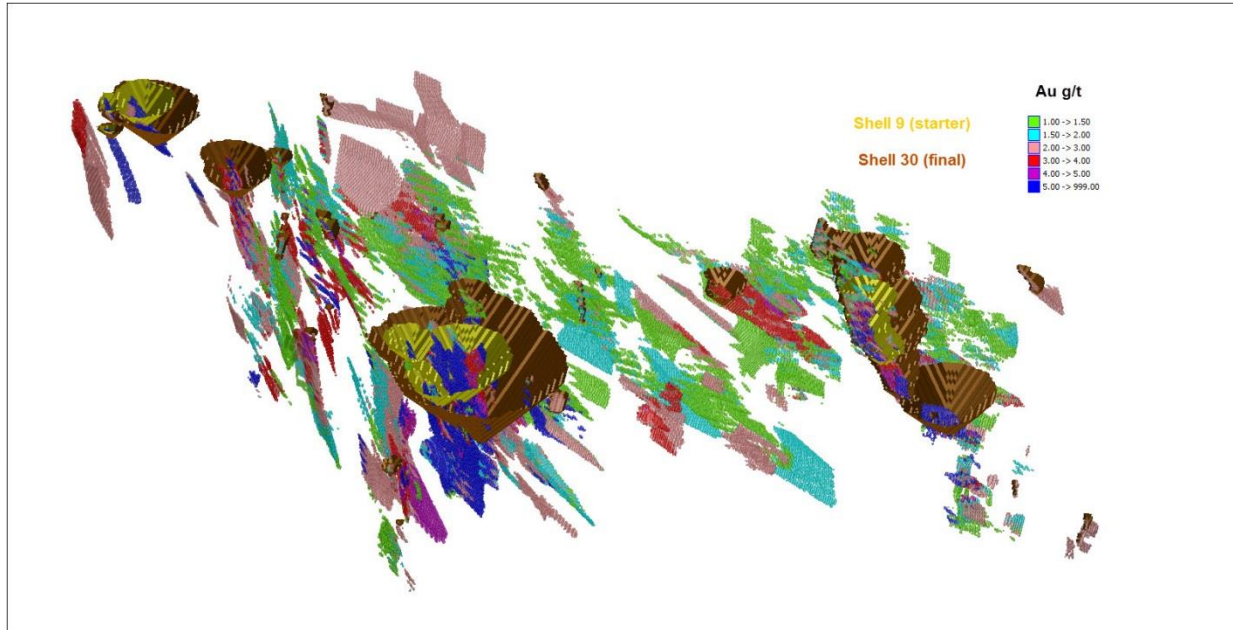 Au g/t
Shell 9 (starter)
Shell 30 (final)
1.00 -> 1.50
1.50 -> 2.00
2.00 -> 3.00
3.00 -> 4.00
4.00 -> 5.00
5.00 -> 999.00